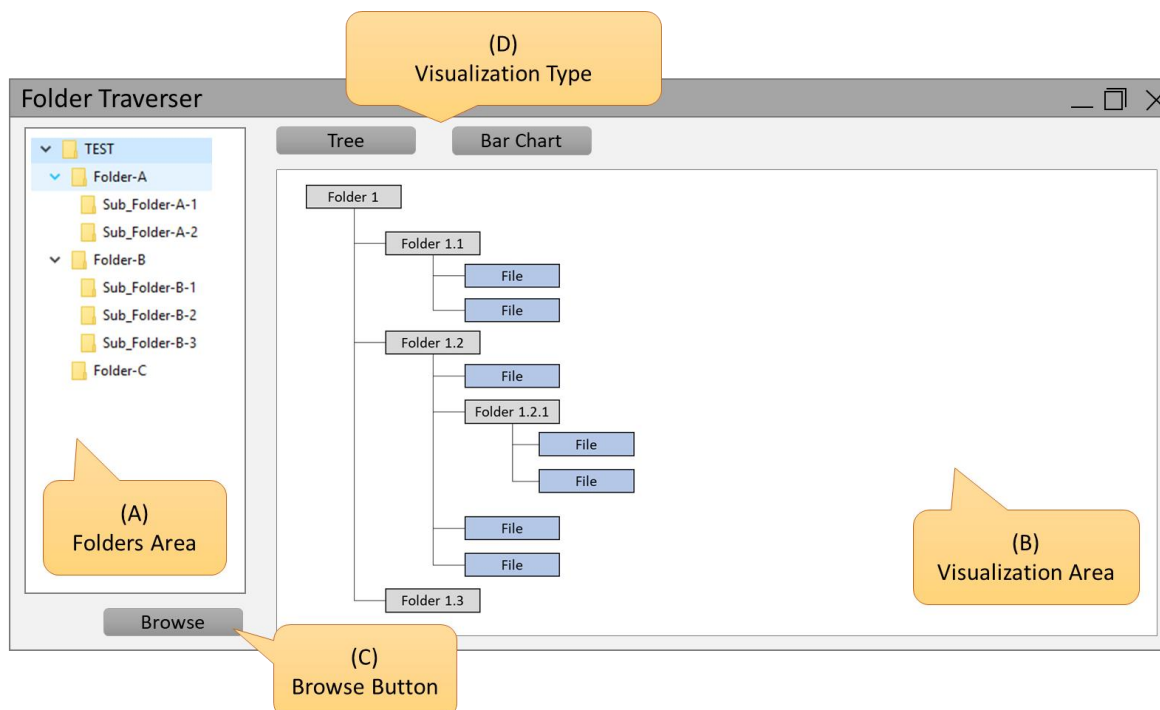 (D)
Visualization Type
Folder Traverser
Tree
Bar Chart
TEST
Folder-A
Sub_Folder-A-1
Sub_Folder-A-2
Folder-B
Sub_Folder-B-1
Sub_Folder-B-2
Sub_Folder-B-3
Folder-C
(A)
Folders Area
Browse
(C)
Browse Button
Folder 1
Folder 1.1
File
File
Folder 1.2
File
Folder 1.2.1
File
File
File
File
Folder 1.3
(B)
Visualization Area